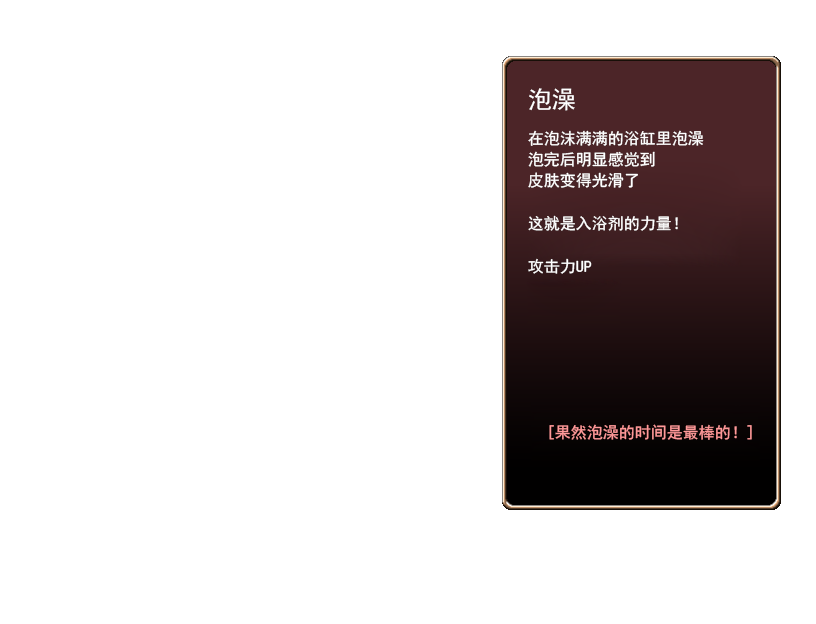 泡澡
在泡沫满满的浴缸里泡澡
泡完后明显感觉到
皮肤变得光滑了
这就是入浴剂的力量！
攻击力UP
[果然泡澡的时间是最棒的！]